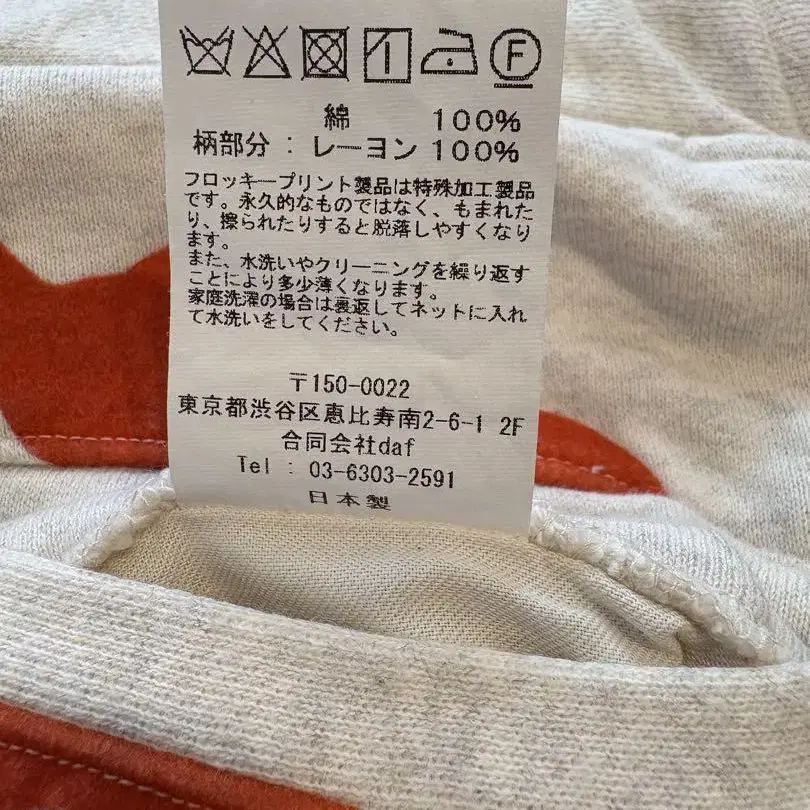 F
綿 100%
柄部分 : レーヨン 100%
フロッキープリント製品は特殊加工製品
です。永久的なものではなく、もまれた
り、擦られたりすると脱落しやすくなり
ます。
また、水洗いやクリーニングを繰り返す
ことにより多少薄くなります。
家庭洗濯の場合は裏返してネットに入れ
て水洗いをしてください。
〒150-0022
東京都渋谷区恵比寿南2-6-1 2F
合同会社daf
Tel : 03-6303-2591
日本製